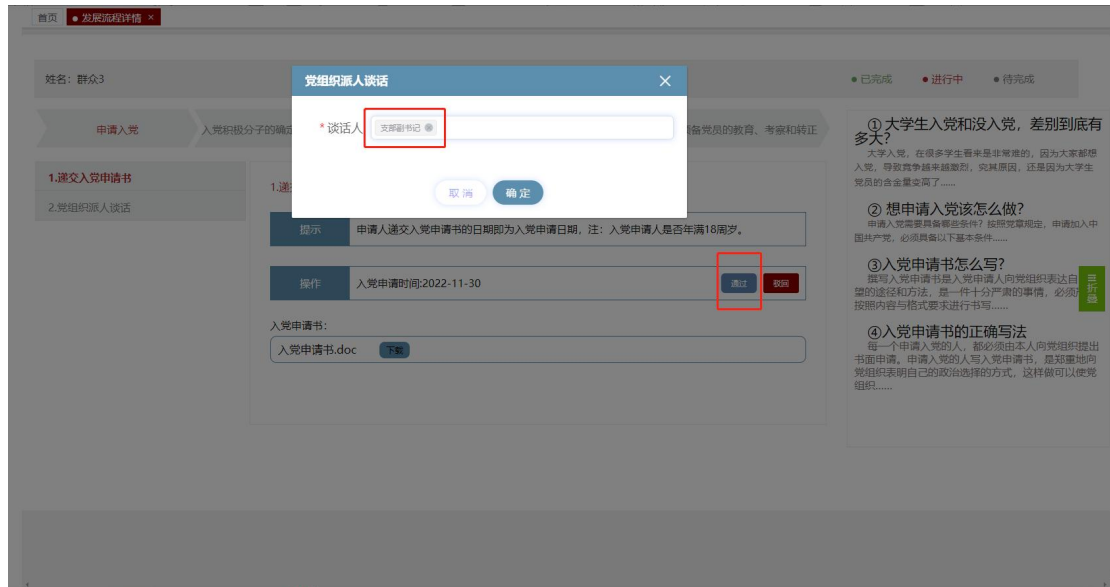 首页 ● 发展流程详情 ×
姓名：群众3
● 已完成 ● 进行中 ● 待完成
党组织派人谈话 ×
* 谈话人 支部副书记
取消 确定
申请入党
入党积极分子的确定
备党员的教育、考察和转正
1.递交入党申请书
2.党组织派人谈话
1.递
提示 申请人递交入党申请书的日期即为入党申请日期，注：入党申请人是否年满18周岁。
操作 入党申请时间:2022-11-30 通过 驳回
入党申请书：
入党申请书.doc 下载
①大学生入党和没入党，差别到底有
多大?
大学入党，在很多学生看来是非常难的，因为大家都想
入党，导致竞争越来越激烈，究其原因，还是因为大学生
党员的含金量变高了......
② 想申请入党该怎么做?
申请入党需要具备哪些条件？按照党章规定，申请加入中
国共产党，必须具备以下基本条件......
③入党申请书怎么写?
撰写入党申请书是入党申请人向党组织表达自
望的途径和方法，是一件十分严肃的事情，必须
按照内容与格式要求进行书写......
折叠
④入党申请书的正确写法
每一个申请入党的人，都必须由本人向党组织提出
书面申请。申请入党的人写入党申请书，是郑重地向
党组织表明自己的政治选择的方式，这样做可以使党
组织......